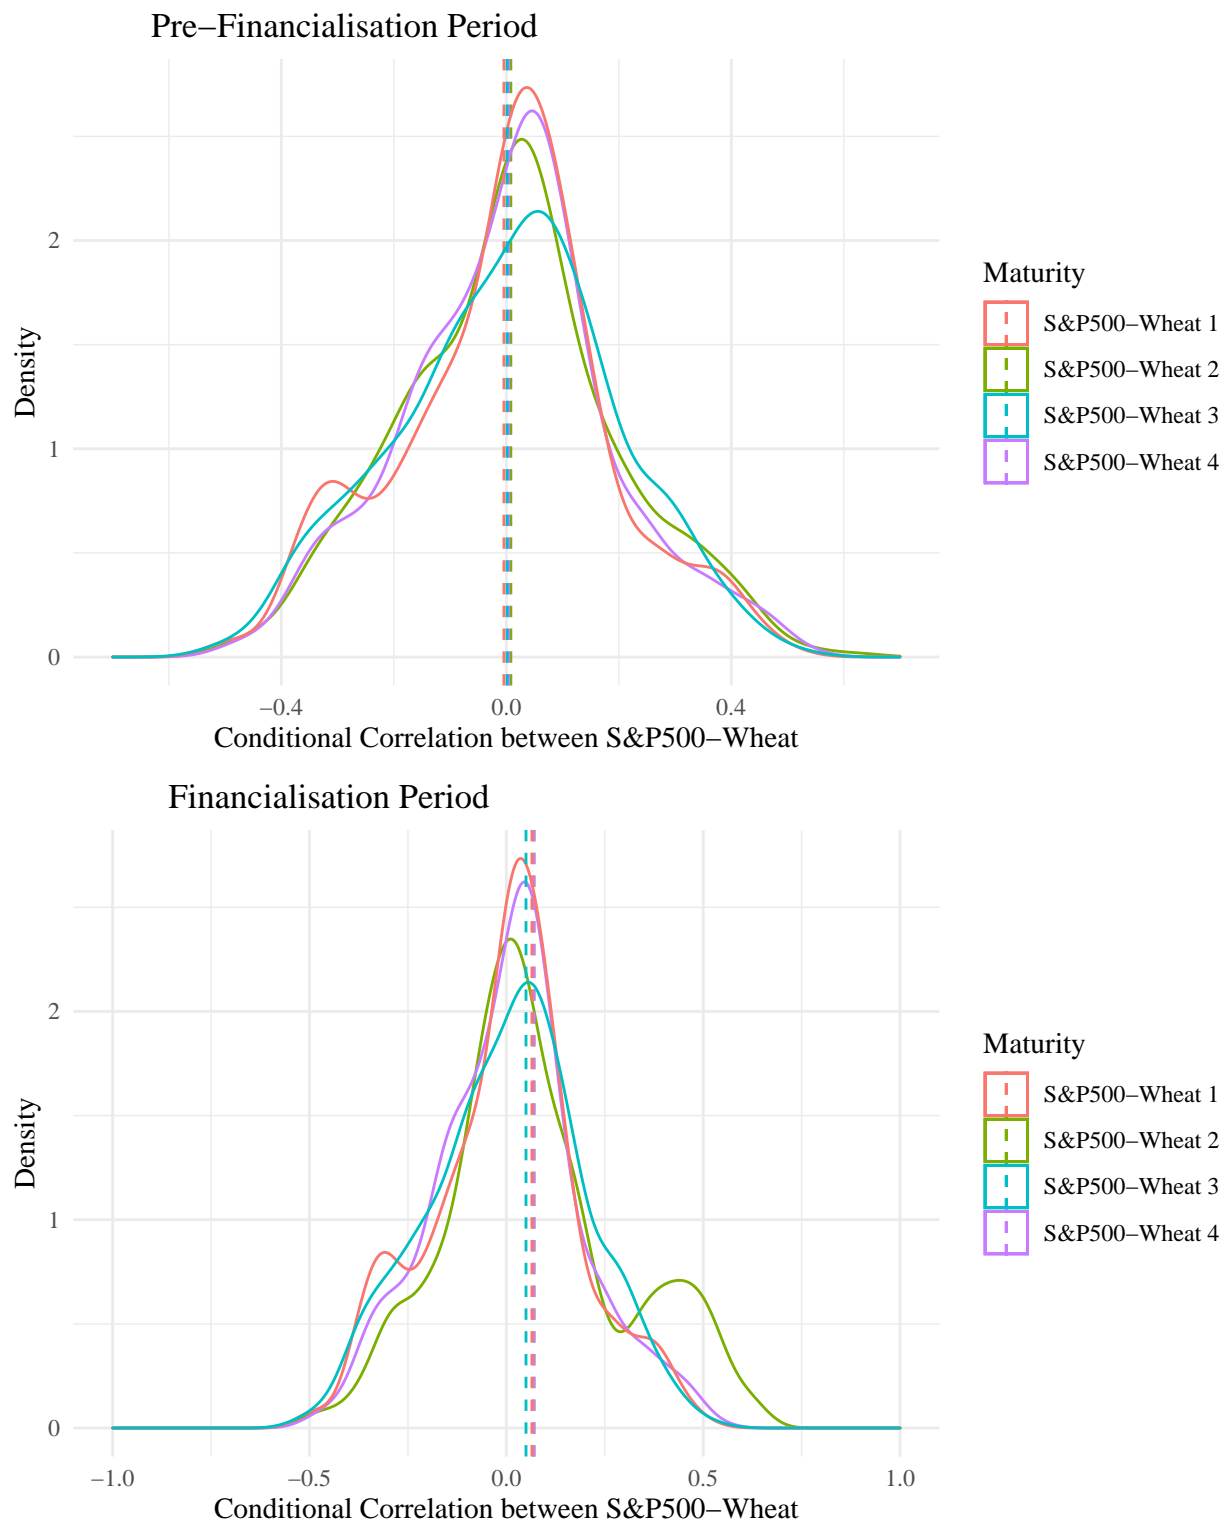 Pre−Financialisation Period
Density
2
1
0
−0.4
0.0
0.4
Conditional Correlation between S&P500−Wheat
Maturity
S&P500−Wheat 1
S&P500−Wheat 2
S&P500−Wheat 3
S&P500−Wheat 4
Financialisation Period
Density
2
1
0
−1.0
−0.5
0.0
0.5
1.0
Conditional Correlation between S&P500−Wheat
Maturity
S&P500−Wheat 1
S&P500−Wheat 2
S&P500−Wheat 3
S&P500−Wheat 4